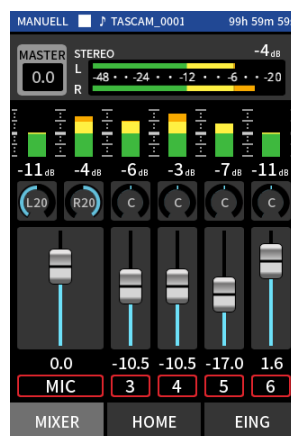 MANUELL ♪ TASCAM_0001 99h 59m 59
MASTER STEREO -4dB
0.0 L -48 • • -24 • • -12 • • -6 • • -20
R
-11dB -4dB -6dB -3dB -7dB -11dB
L20 R20 C C C C
0.0 -10.5 -10.5 -17.0 1.6
MIC 3 4 5 6
MIXER HOME EING